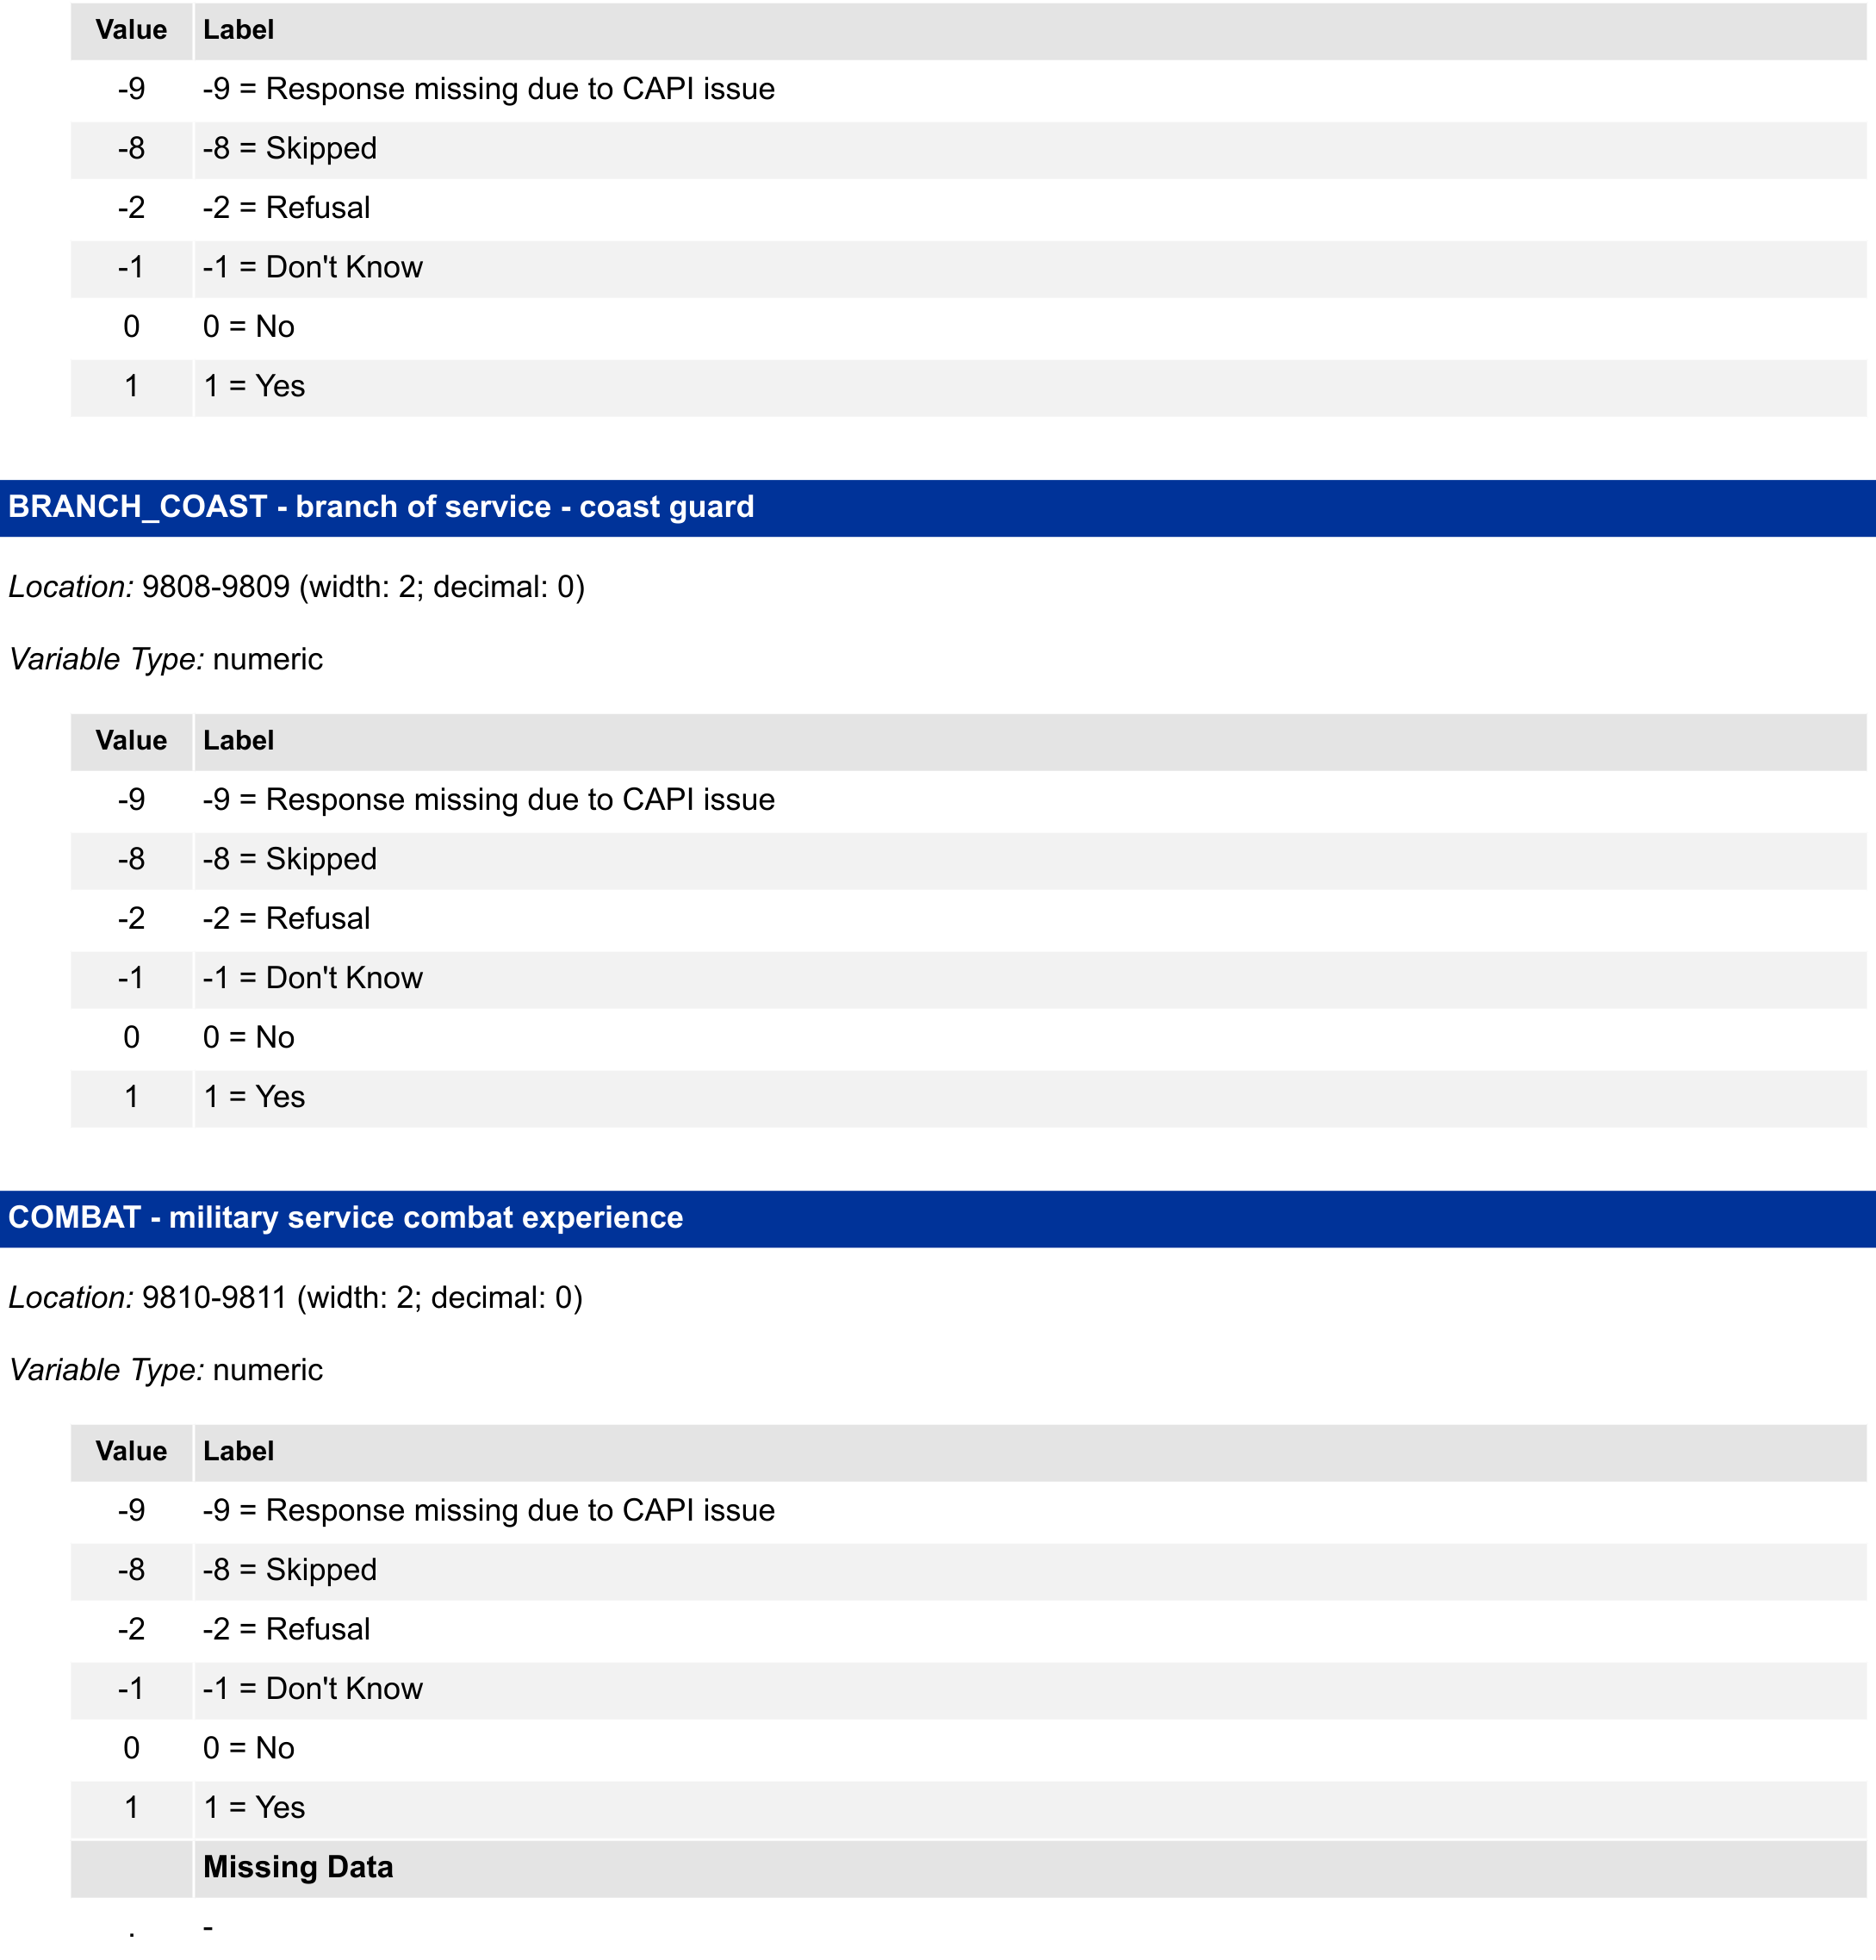 Value Label
-9 -9 = Response missing due to CAPI issue
-8 -8 = Skipped
-2 -2 = Refusal
-1 -1 = Don't Know
0 0 = No
1 1 = Yes
BRANCH_COAST - branch of service - coast guard
Location: 9808-9809 (width: 2; decimal: 0)
Variable Type: numeric
Value Label
-9 -9 = Response missing due to CAPI issue
-8 -8 = Skipped
-2 -2 = Refusal
-1 -1 = Don't Know
0 0 = No
1 1 = Yes
COMBAT - military service combat experience
Location: 9810-9811 (width: 2; decimal: 0)
Variable Type: numeric
Value Label
-9 -9 = Response missing due to CAPI issue
-8 -8 = Skipped
-2 -2 = Refusal
-1 -1 = Don't Know
0 0 = No
1 1 = Yes
Missing Data
. -